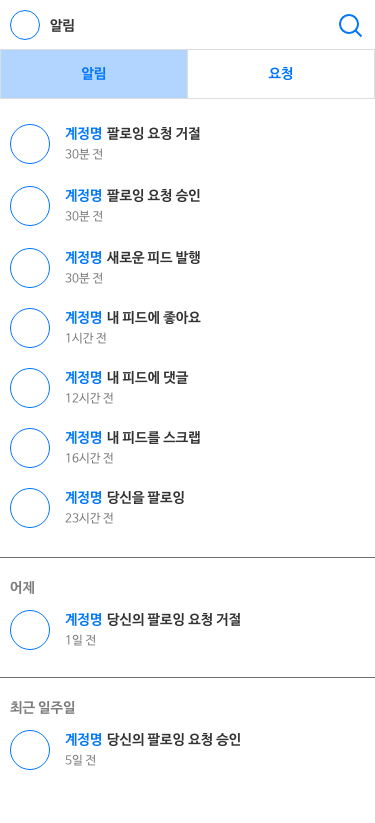 알림
알림
요청
계정명 팔로잉 요청 거절
30분 전
계정명 팔로잉 요청 승인
30분 전
계정명 새로운 피드 발행
30분 전
계정명 내 피드에 좋아요
1시간 전
계정명 내 피드에 댓글
12시간 전
계정명 내 피드를 스크랩
16시간 전
계정명 당신을 팔로잉
23시간 전
어제
계정명 당신의 팔로잉 요청 거절
1일 전
최근 일주일
계정명 당신의 팔로잉 요청 승인
5일 전